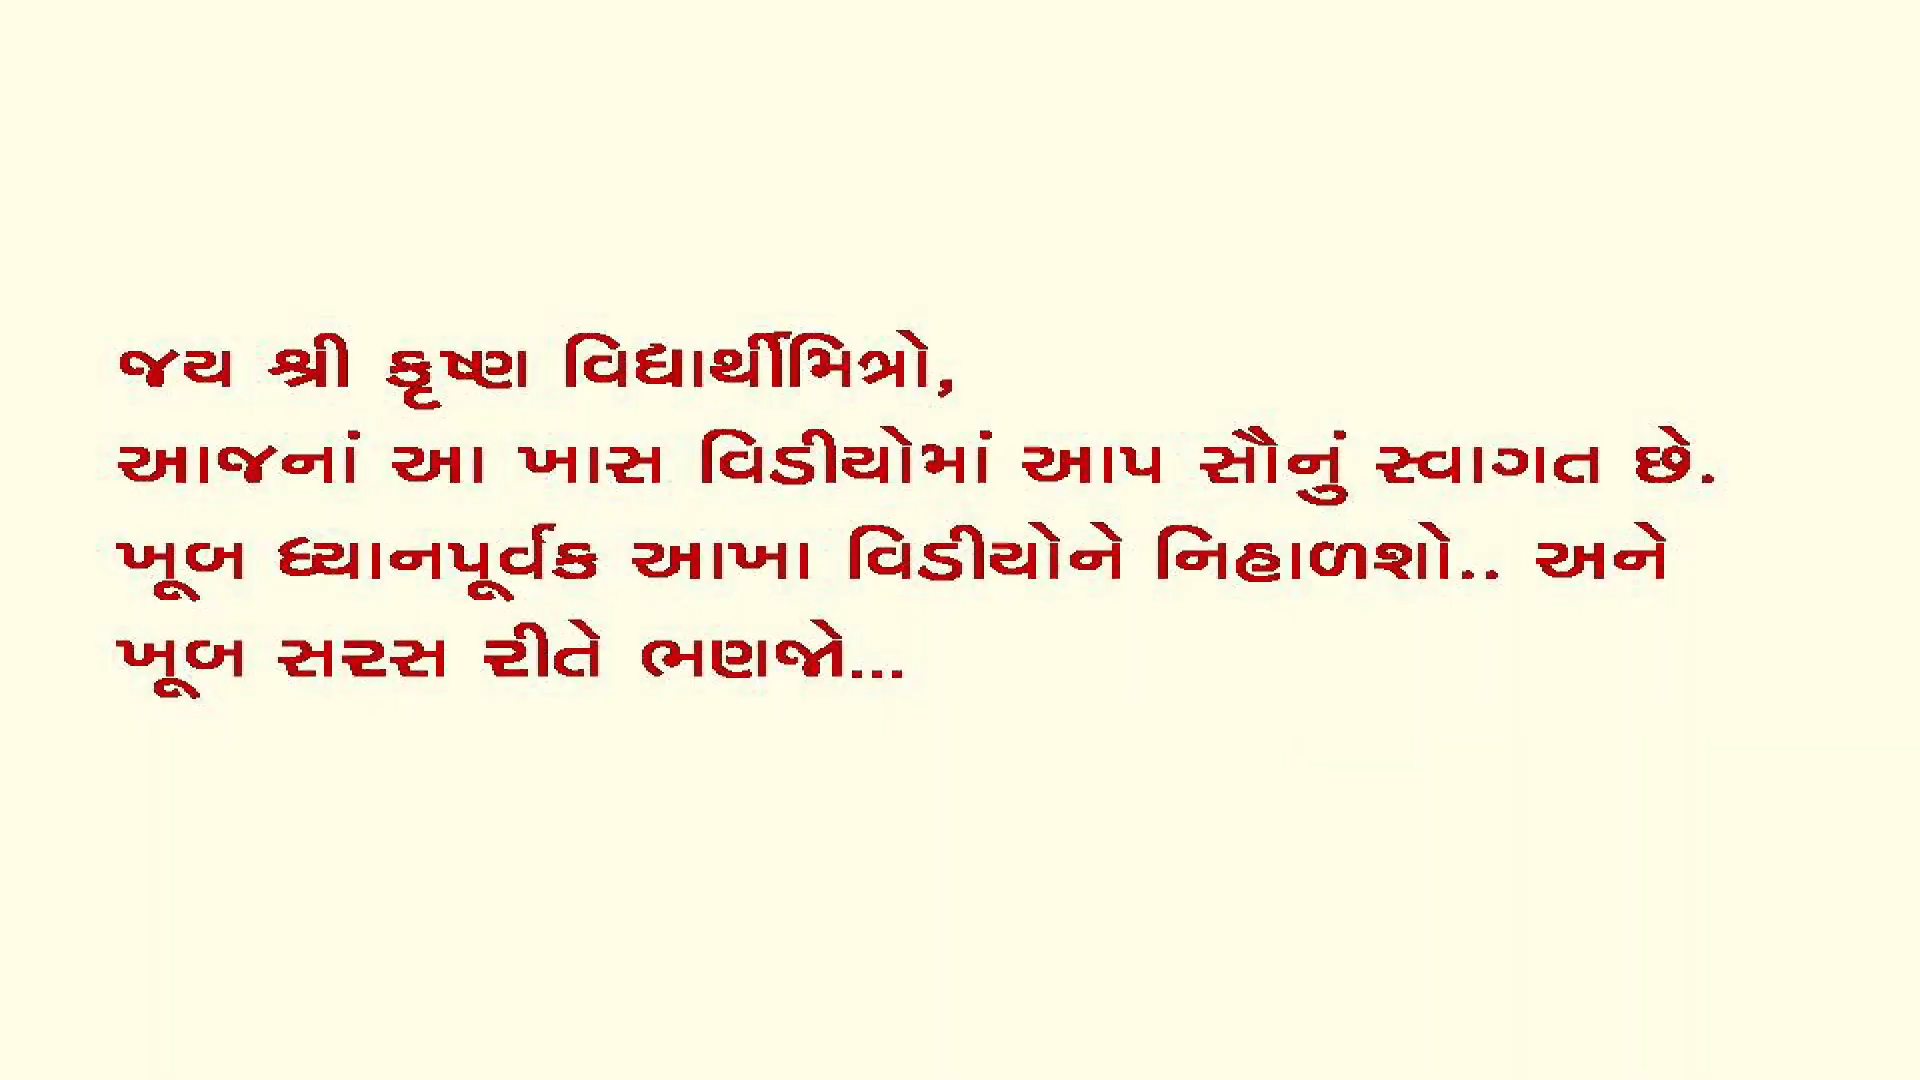 જય શ્રી કૃષ્ણ વિદ્યાર્થીમિત્રો,
આજનાં આ ખાસ વિડીયોમાં આપ સૌનું સ્વાગત છે.
ખૂબ ધ્યાનપૂર્વક આખા વિડીયોને નિહાળશો.. અને
ખૂબ સરસ રીતે ભણજો...